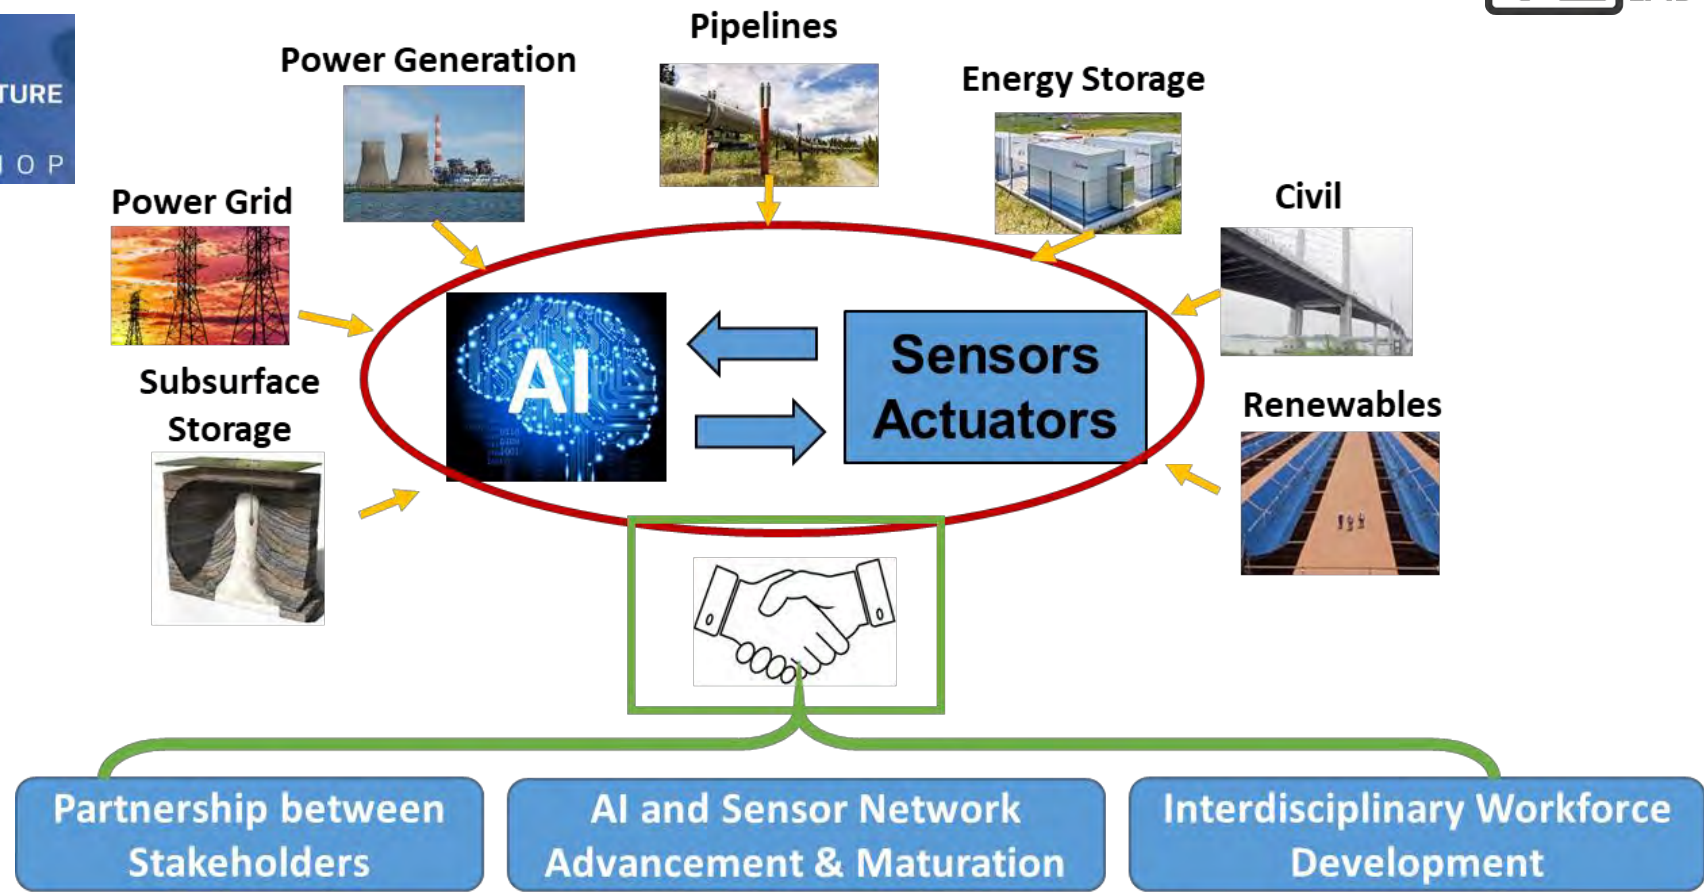 Pipelines
Power Generation
Energy Storage
TURE
H O P
Power Grid
Civil
AI
Sensors
Actuators
Subsurface
Storage
Renewables
Partnership between
Stakeholders
AI and Sensor Network
Advancement & Maturation
Interdisciplinary Workforce
Development